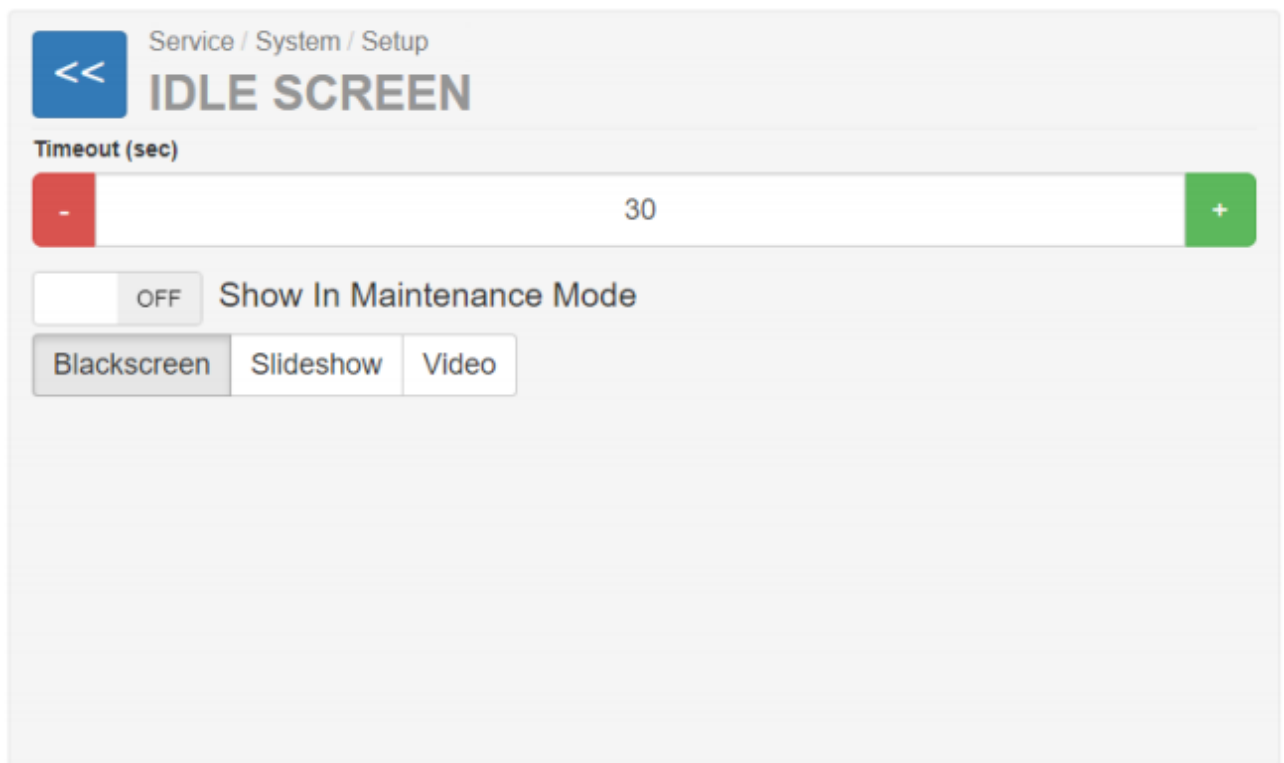 << Service / System / Setup
IDLE SCREEN
Timeout (sec)
- 30 +
OFF Show In Maintenance Mode
Blackscreen Slideshow Video